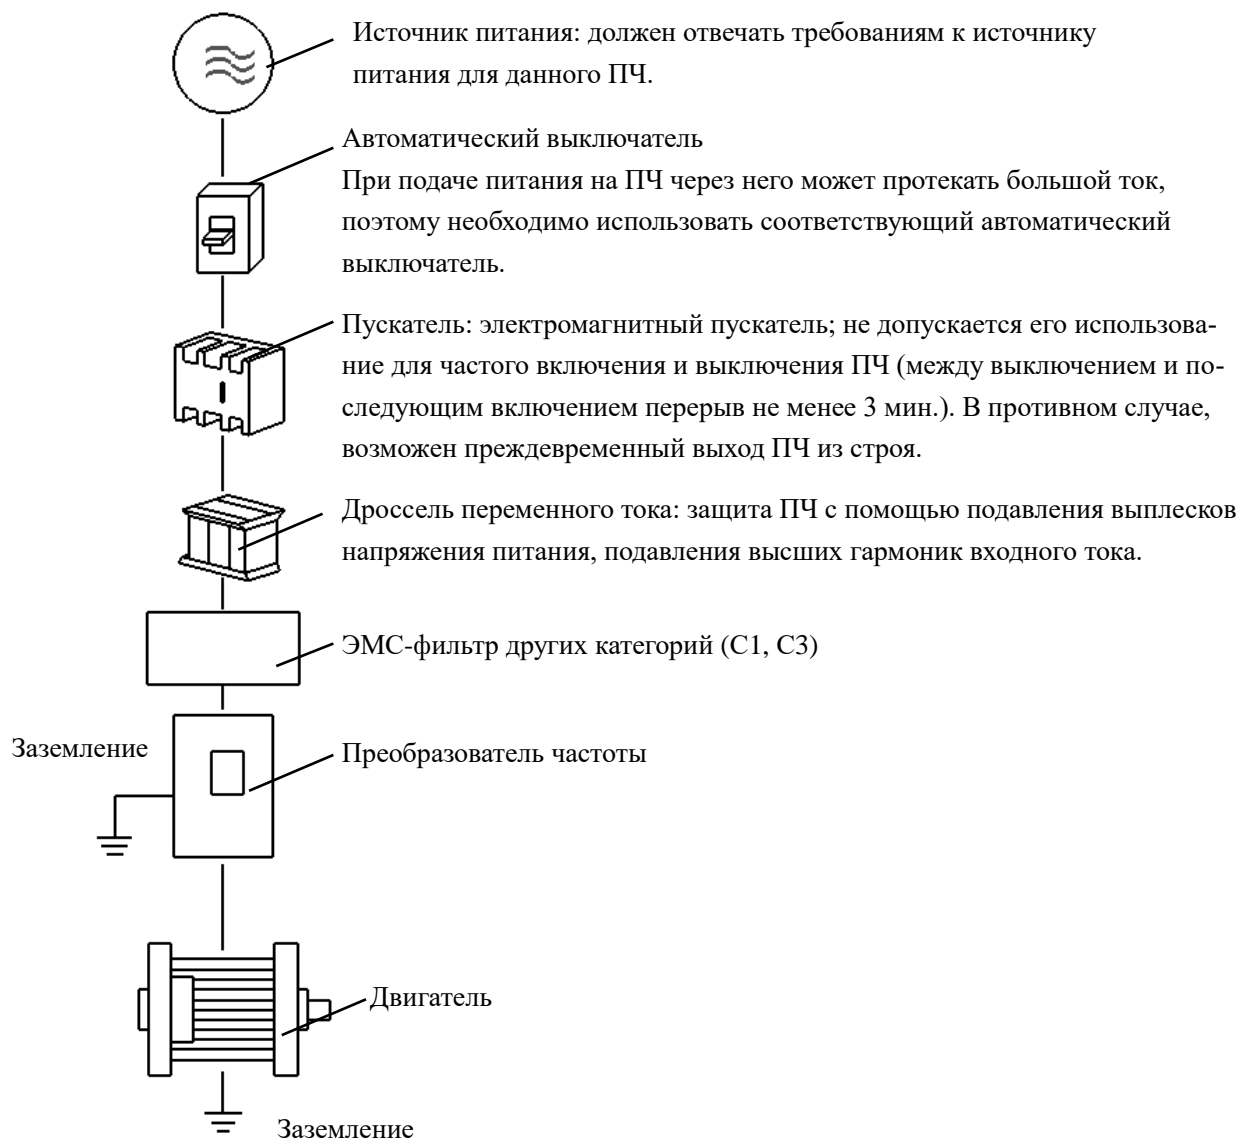 Источник питания: должен отвечать требованиям к источнику
питания для данного ПЧ.
Автоматический выключатель
При подаче питания на ПЧ через него может протекать большой ток,
поэтому необходимо использовать соответствующий автоматический
выключатель.
Пускатель: электромагнитный пускатель; не допускается его использова-
ние для частого включения и выключения ПЧ (между выключением и по-
следующим включением перерыв не менее 3 мин.). В противном случае,
возможен преждевременный выход ПЧ из строя.
Дроссель переменного тока: защита ПЧ с помощью подавления выплесков
напряжения питания, подавления высших гармоник входного тока.
ЭМС-фильтр других категорий (С1, С3)
Заземление
Преобразователь частоты
Двигатель
Заземление